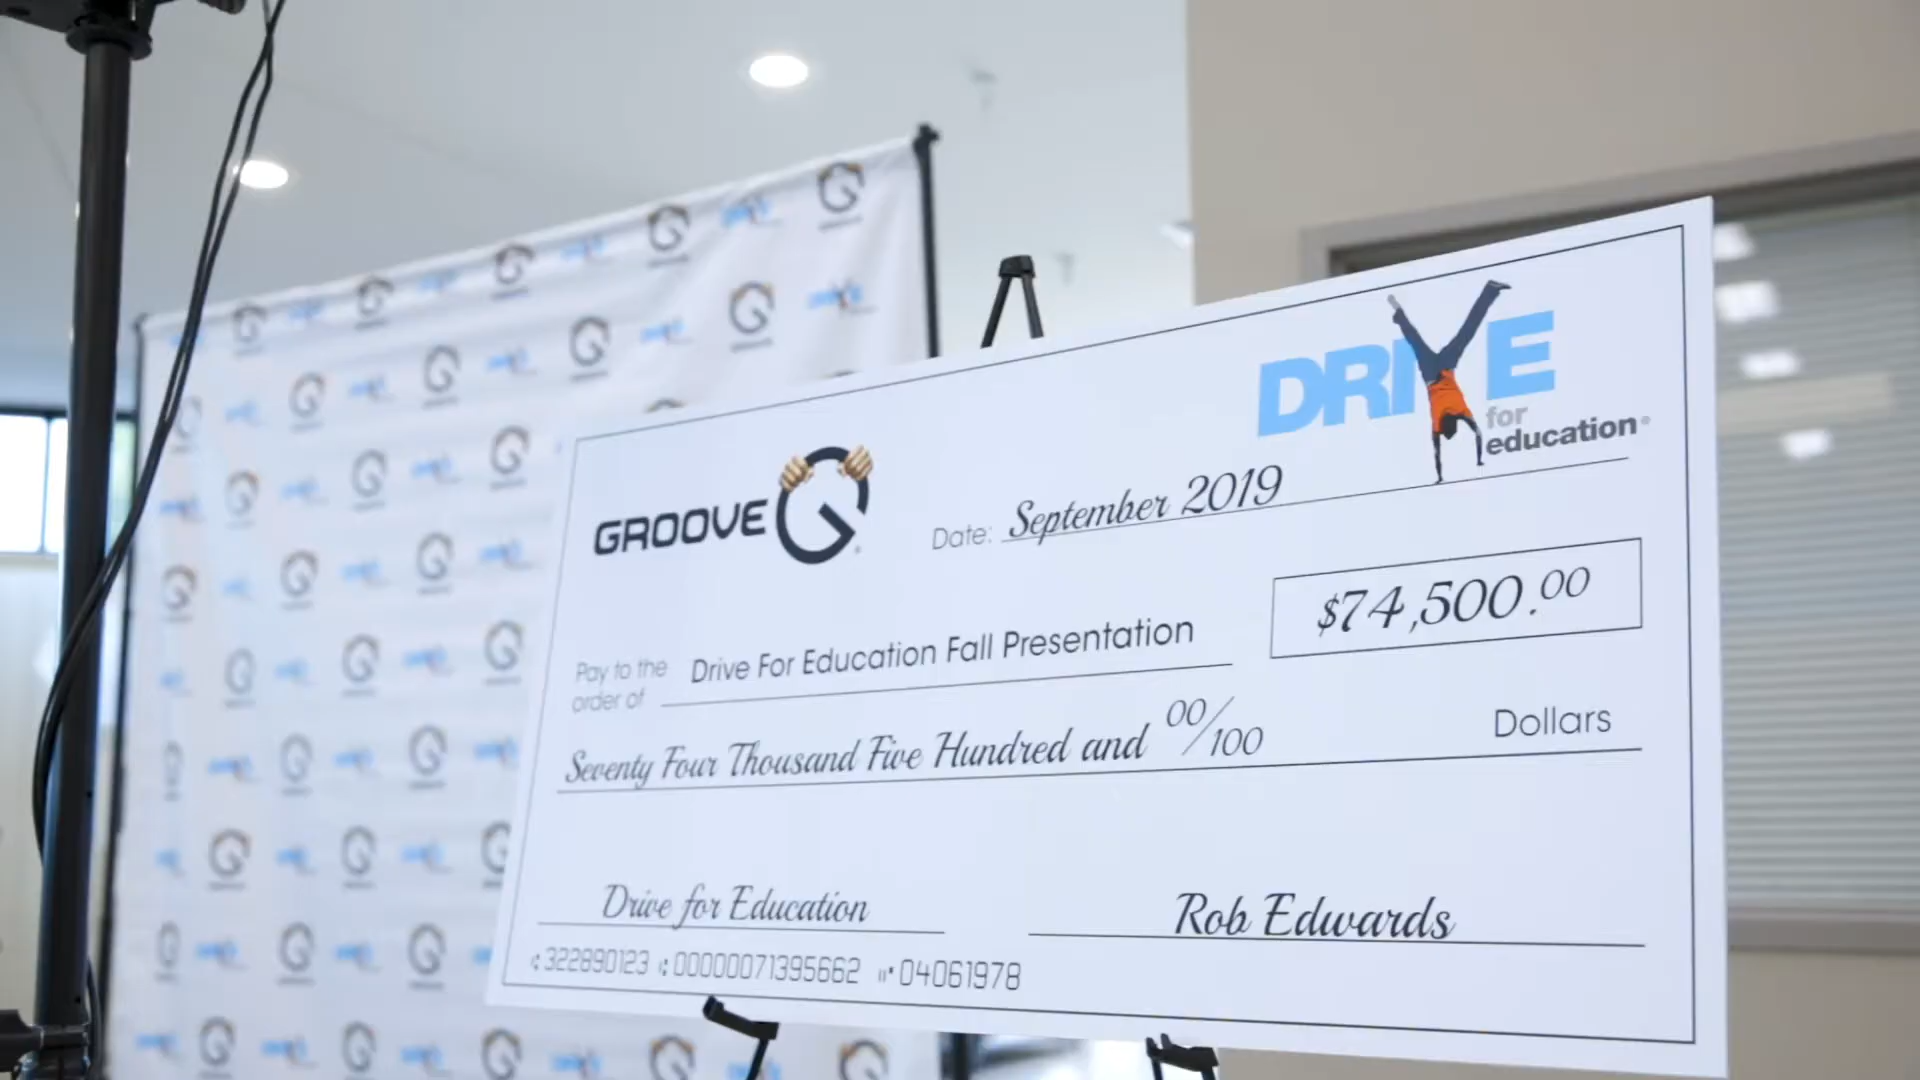 DRIVE
for
education®
GROOVE G®
Date: September 2019
$74,500.00
Pay to the
order of
Drive For Education Fall Presentation
Seventy Four Thousand Five Hundred and 00/100
Dollars
Drive for Education
Rob Edwards
⑆322890123 ⑆00000071395662 ⑈04061978